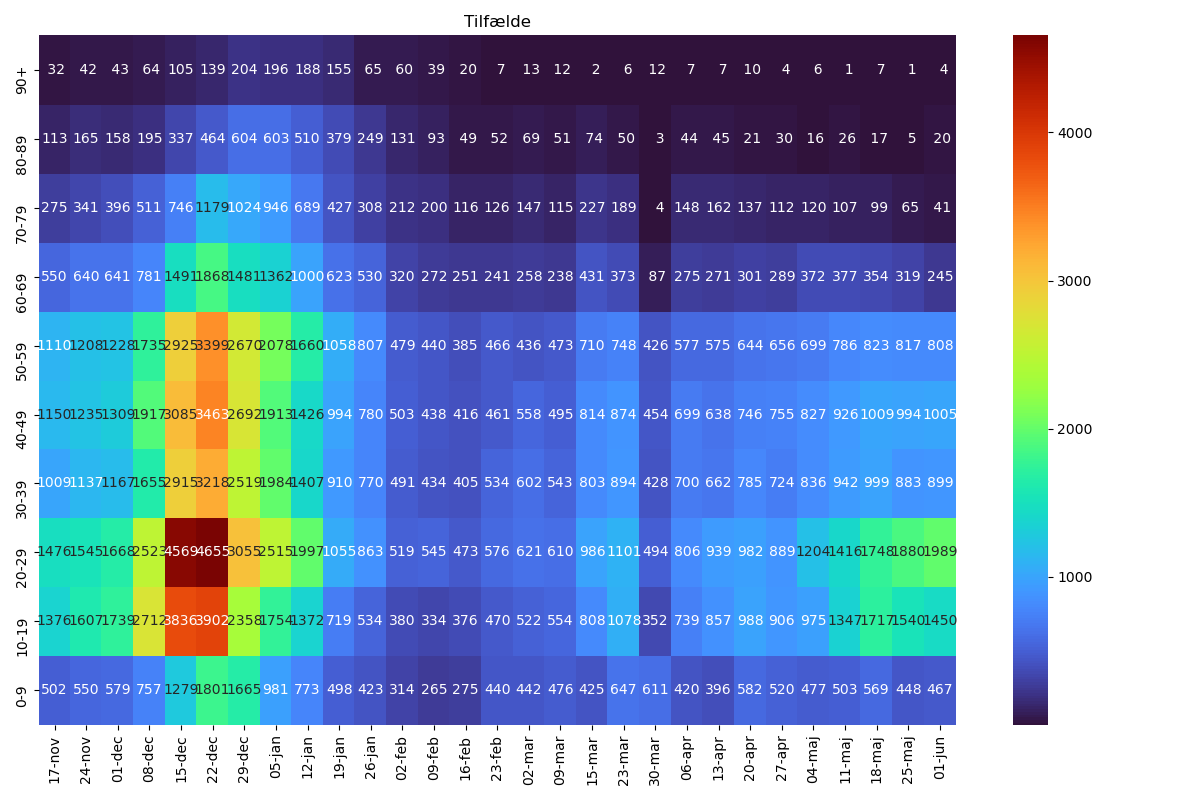 Tilfælde
90+ 32 42 43 64 105 139 204 196 188 155 65 60 39 20 7 13 12 2 6 12 7 7 10 4 6 1 7 1 4
80-89 113 165 158 195 337 464 604 603 510 379 249 131 93 49 52 69 51 74 50 3 44 45 21 30 16 26 17 5 20
4000
70-79 275 341 396 511 746 1179 1024 946 689 427 308 212 200 116 126 147 115 227 189 4 148 162 137 112 120 107 99 65 41
60-69 550 640 641 781 1491 1868 1481 1362 1000 623 530 320 272 251 241 258 238 431 373 87 275 271 301 289 372 377 354 319 245
3000
50-59 1110 1208 1228 1735 2925 3399 2670 2078 1660 1058 807 479 440 385 466 436 473 710 748 426 577 575 644 656 699 786 823 817 808
40-49 1150 1235 1309 1917 3085 3463 2692 1913 1426 994 780 503 438 416 461 558 495 814 874 454 699 638 746 755 827 926 1009 994 1005
2000
30-39 1009 1137 1167 1655 2915 3218 2519 1984 1407 910 770 491 434 405 534 602 543 803 894 428 700 662 785 724 836 942 999 883 899
20-29 1476 1545 1668 2523 4569 4655 3055 2515 1997 1055 863 519 545 473 576 621 610 986 1101 494 806 939 982 889 1204 1416 1748 1880 1989
1000
10-19 1376 1607 1739 2712 3836 3902 2358 1754 1372 719 534 380 334 376 470 522 554 808 1078 352 739 857 988 906 975 1347 1717 1540 1450
0-9 502 550 579 757 1279 1801 1665 981 773 498 423 314 265 275 440 442 476 425 647 611 420 396 582 520 477 503 569 448 467
17-nov 24-nov 01-dec 08-dec 15-dec 22-dec 29-dec 05-jan 12-jan 19-jan 26-jan 02-feb 09-feb 16-feb 23-feb 02-mar 09-mar 15-mar 23-mar 30-mar 06-apr 13-apr 20-apr 27-apr 04-maj 11-maj 18-maj 25-maj 01-jun